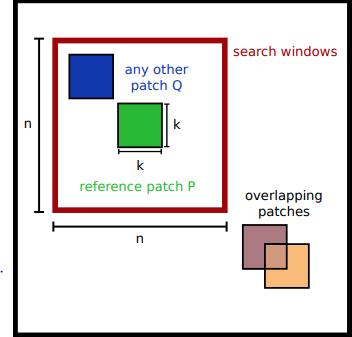 search windows
any other
patch Q
n
k
k
reference patch P
n
overlapping
patches